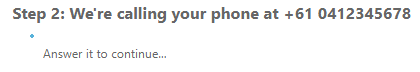 Step 2: We're calling your phone at +61 0412345678
Answer it to continue...